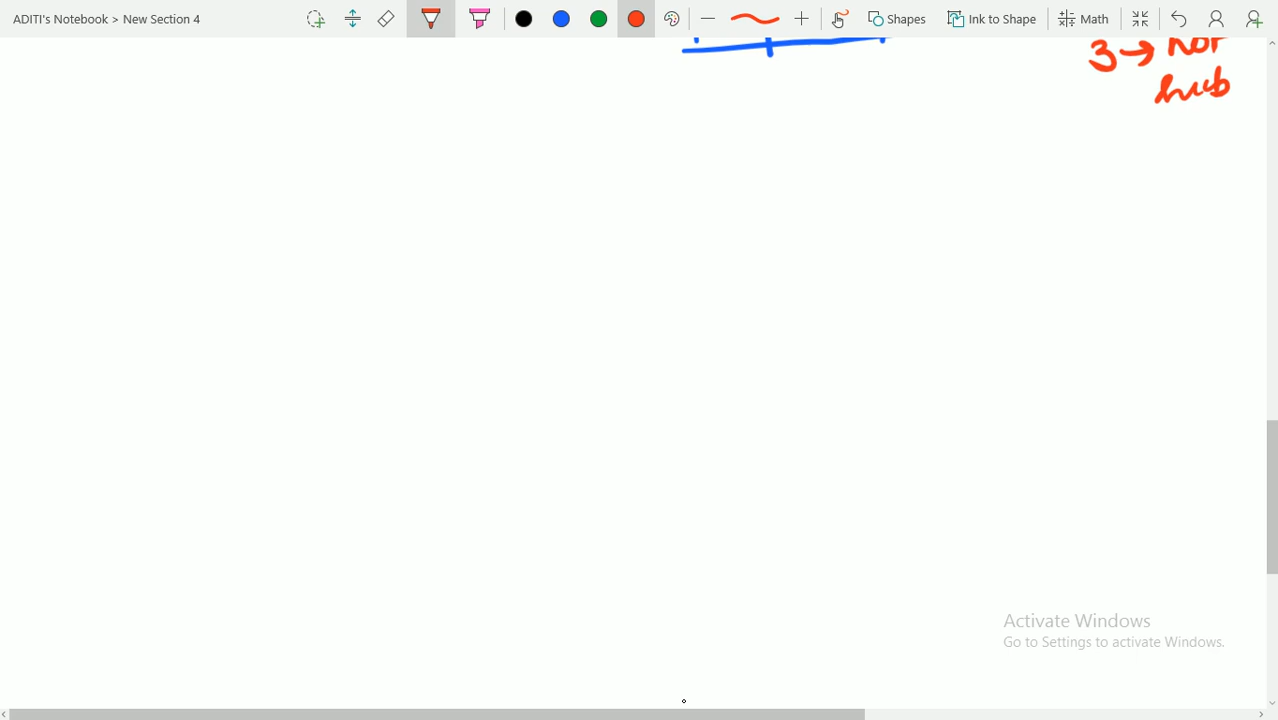 ADITI's Notebook > New Section 4
Shapes
Ink to Shape
Math
3 → not
hub
Activate Windows
Go to Settings to activate Windows.